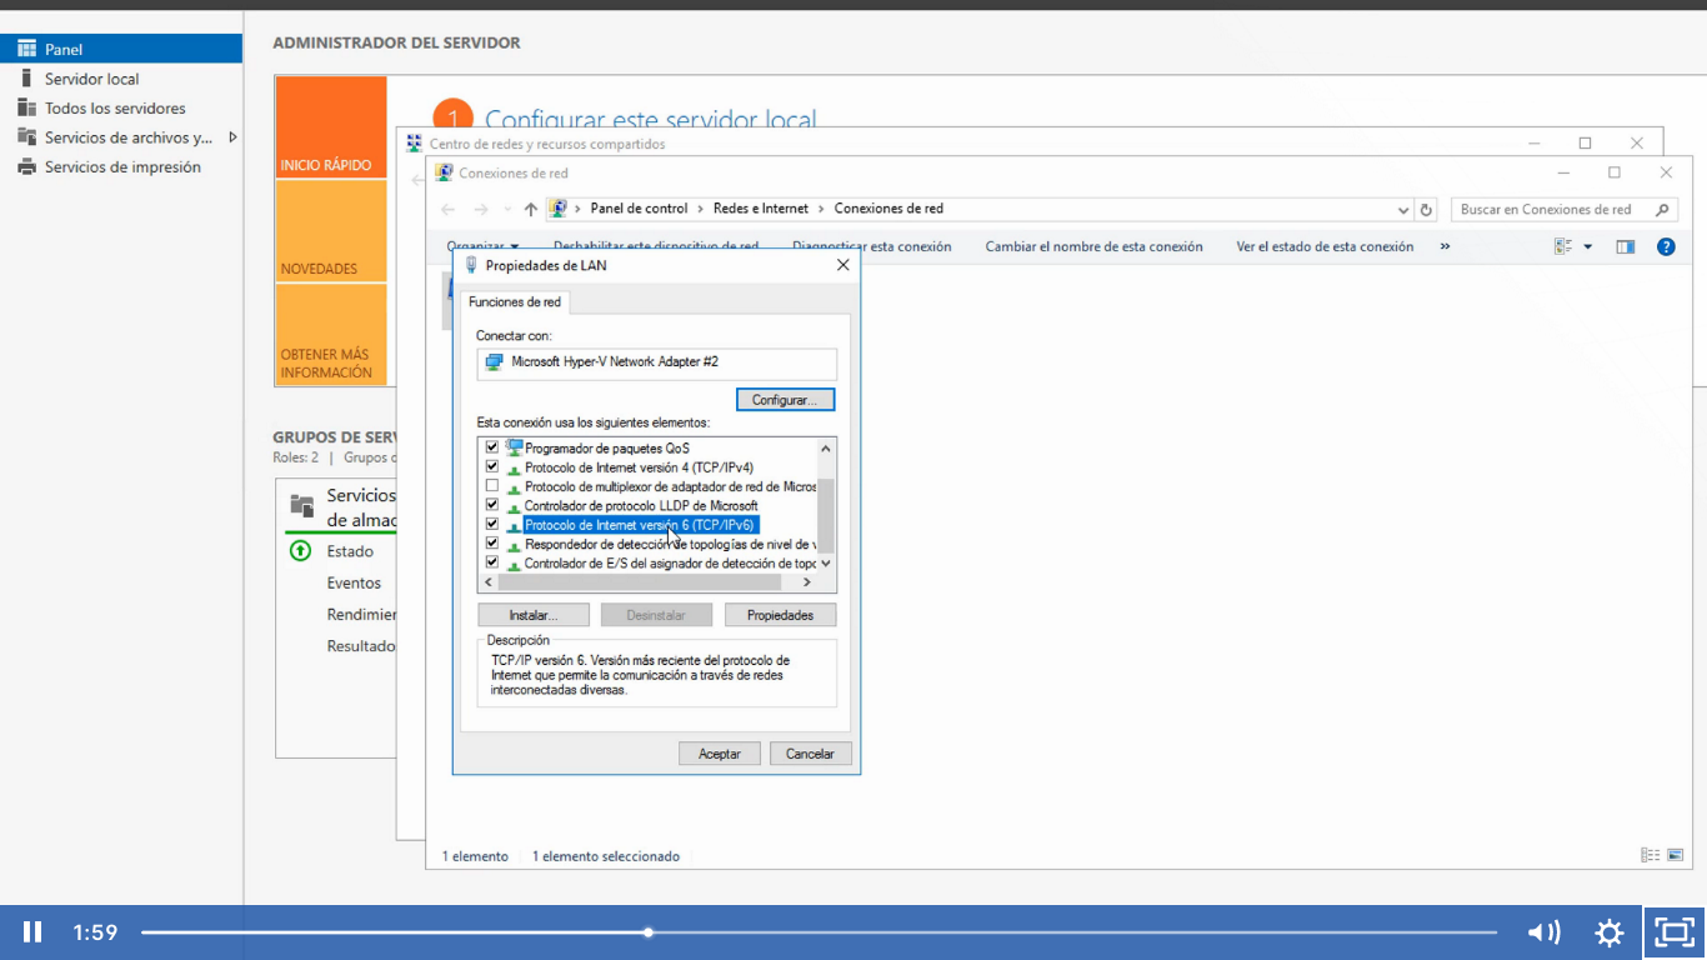 Panel
Servidor local
Todos los servidores
Servicios de archivos y...
Servicios de impresión
ADMINISTRADOR DEL SERVIDOR
INICIO RÁPIDO
NOVEDADES
OBTENER MÁS
INFORMACIÓN
1 Configurar este servidor local
Centro de redes y recursos compartidos
Conexiones de red
Panel de control > Redes e Internet > Conexiones de red
Buscar en Conexiones de red
Organizar Deshabilitar este dispositivo de red Diagnosticar esta conexión Cambiar el nombre de esta conexión Ver el estado de esta conexión »
Propiedades de LAN
Funciones de red
Conectar con:
Microsoft Hyper-V Network Adapter #2
Configurar...
Esta conexión usa los siguientes elementos:
Programador de paquetes QoS
Protocolo de Internet versión 4 (TCP/IPv4)
Protocolo de multiplexor de adaptador de red de Micros
Controlador de protocolo LLDP de Microsoft
Protocolo de Internet versión 6 (TCP/IPv6)
Respondedor de detección de topologías de nivel de v
Controlador de E/S del asignador de detección de topo
Instalar... Desinstalar Propiedades
Descripción
TCP/IP versión 6. Versión más reciente del protocolo de
Internet que permite la comunicación a través de redes
interconectadas diversas.
Aceptar Cancelar
GRUPOS DE SERV
Roles: 2 | Grupos d
Servicios
de almac
Estado
Eventos
Rendimien
Resultado
1 elemento 1 elemento seleccionado
1:59